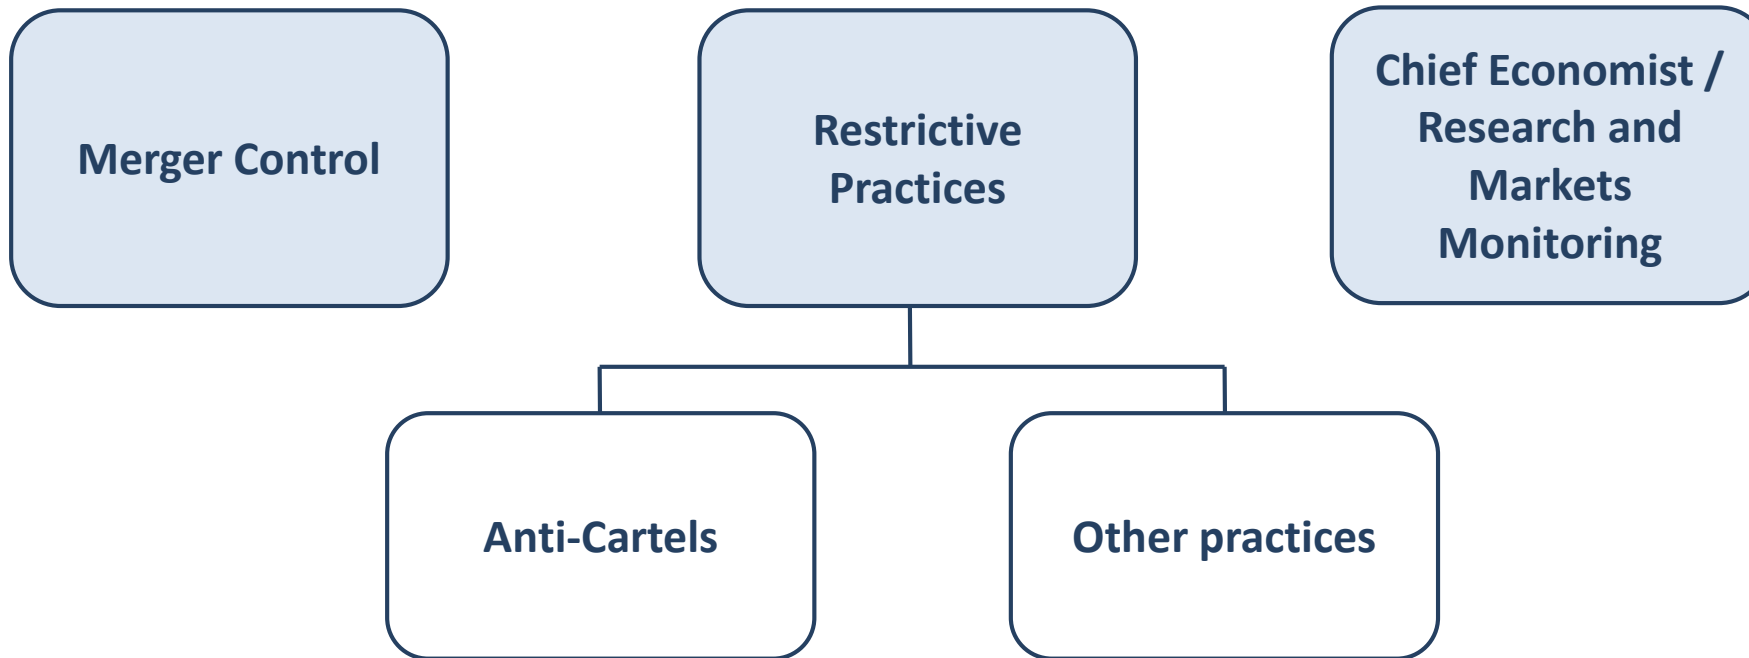 Merger Control
Restrictive
Practices
Chief Economist /
Research and
Markets
Monitoring
Anti-Cartels
Other practices